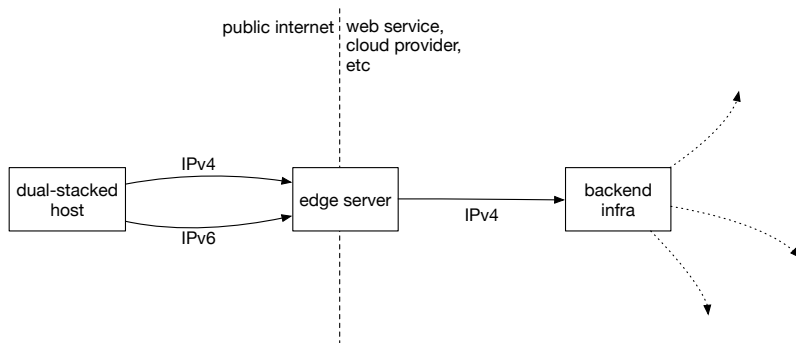 public internet
web service,
cloud provider,
etc
dual-stacked
host
IPv4
IPv6
edge server
IPv4
backend
infra